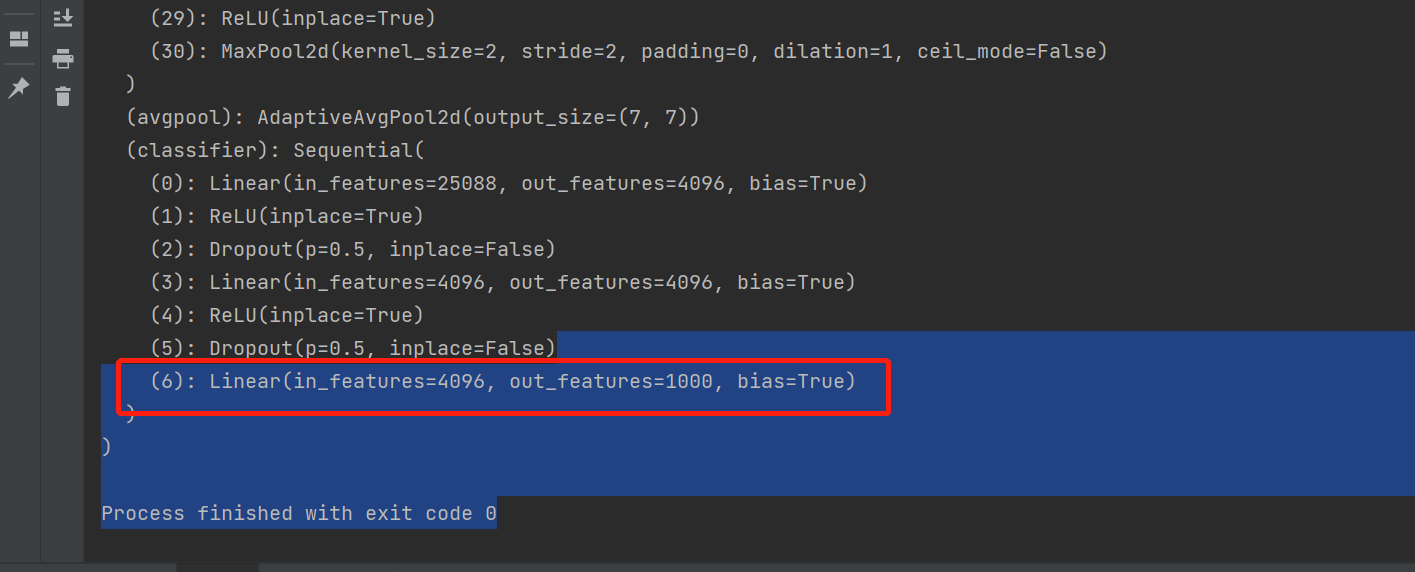 (29): ReLU(inplace=True)
(30): MaxPool2d(kernel_size=2, stride=2, padding=0, dilation=1, ceil_mode=False)
)
(avgpool): AdaptiveAvgPool2d(output_size=(7, 7))
(classifier): Sequential(
(0): Linear(in_features=25088, out_features=4096, bias=True)
(1): ReLU(inplace=True)
(2): Dropout(p=0.5, inplace=False)
(3): Linear(in_features=4096, out_features=4096, bias=True)
(4): ReLU(inplace=True)
(5): Dropout(p=0.5, inplace=False)
(6): Linear(in_features=4096, out_features=1000, bias=True)
)
)
Process finished with exit code 0